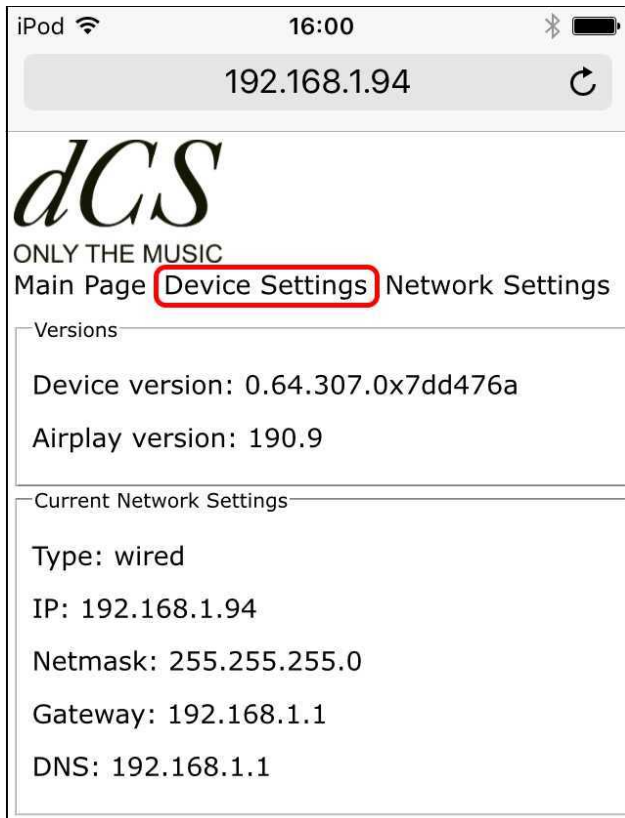 iPod 16:00
192.168.1.94
dCS
ONLY THE MUSIC
Main Page Device Settings Network Settings
Versions
Device version: 0.64.307.0x7dd476a
Airplay version: 190.9
Current Network Settings
Type: wired
IP: 192.168.1.94
Netmask: 255.255.255.0
Gateway: 192.168.1.1
DNS: 192.168.1.1